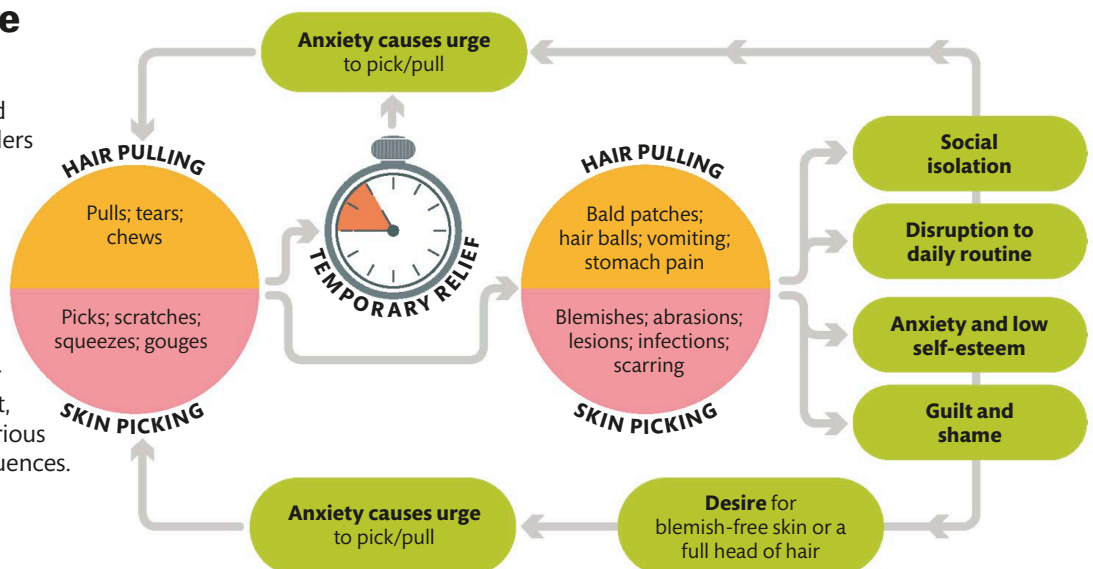 e
d
HAIR PULLING
Pulls; tears;
chews
Picks; scratches;
squeezes; gouges
SKIN PICKING
t,
rious
uences.
Anxiety causes urge
to pick/pull
TEMPORARY RELIEF
HAIR PULLING
Bald patches;
hair balls; vomiting;
stomach pain
Blemishes; abrasions;
lesions; infections;
scarring
SKIN PICKING
Social
isolation
Disruption to
daily routine
Anxiety and low
self-esteem
Guilt and
shame
Desire for
blemish-free skin or a
full head of hair
Anxiety causes urge
to pick/pull